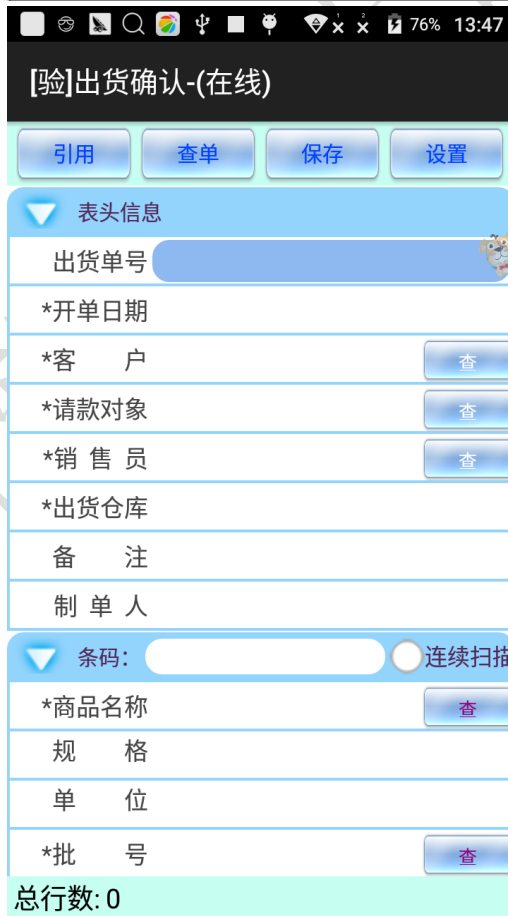 76% 13:47
[验]出货确认-(在线)
引用 查单 保存 设置
表头信息
出货单号
*开单日期
*客 户 查
*请款对象 查
*销 售 员 查
*出货仓库
备 注
制 单 人
条码: 连续扫描
*商品名称 查
规 格
单 位
*批 号 查
总行数: 0